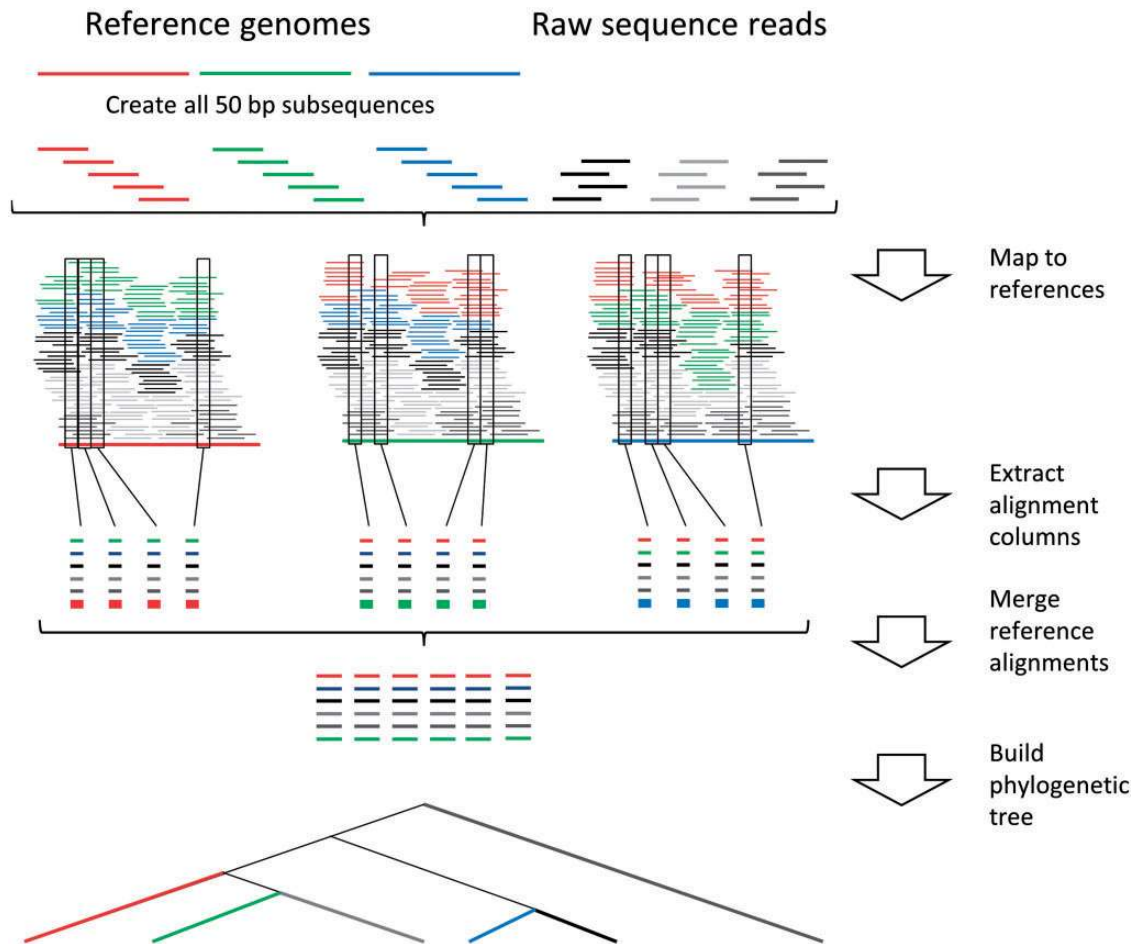 Reference genomes
Raw sequence reads
Create all 50 bp subsequences
Map to
references
Extract
alignment
columns
Merge
reference
alignments
Build
phylogenetic
tree